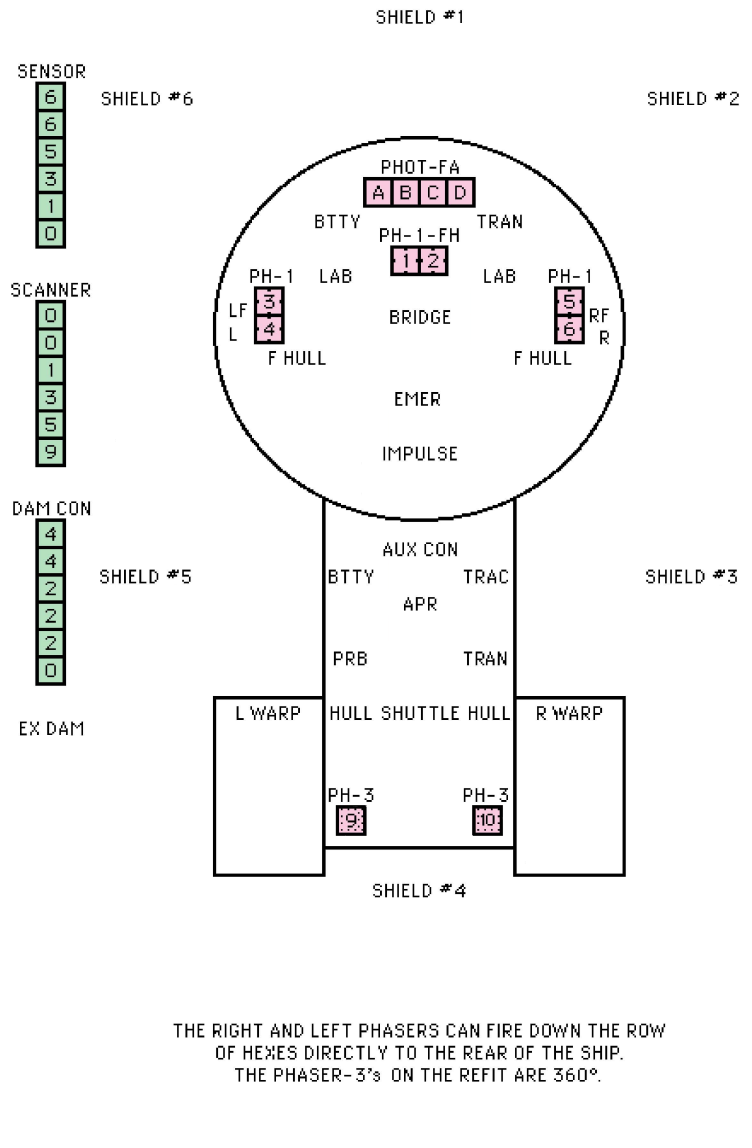 SHIELD #1
SENSOR
6
6
5
3
1
0
SHIELD #6
SHIELD #2
PHOT-FA
A B C D
BTTY
TRAN
PH-1-FH
1 2
LAB
LAB
PH-1
3
4
LF
L
PH-1
5
6
RF
R
BRIDGE
F HULL
F HULL
SCANNER
0
0
1
3
5
9
EMER
IMPULSE
DAM CON
4
4
2
2
2
0
AUX CON
SHIELD #5
BTTY
TRAC
SHIELD #3
APR
PRB
TRAN
EX DAM
L WARP
HULL SHUTTLE HULL
R WARP
PH-3
9
PH-3
10
SHIELD #4
THE RIGHT AND LEFT PHASERS CAN FIRE DOWN THE ROW
OF HEXES DIRECTLY TO THE REAR OF THE SHIP.
THE PHASER-3's ON THE REFIT ARE 360°.